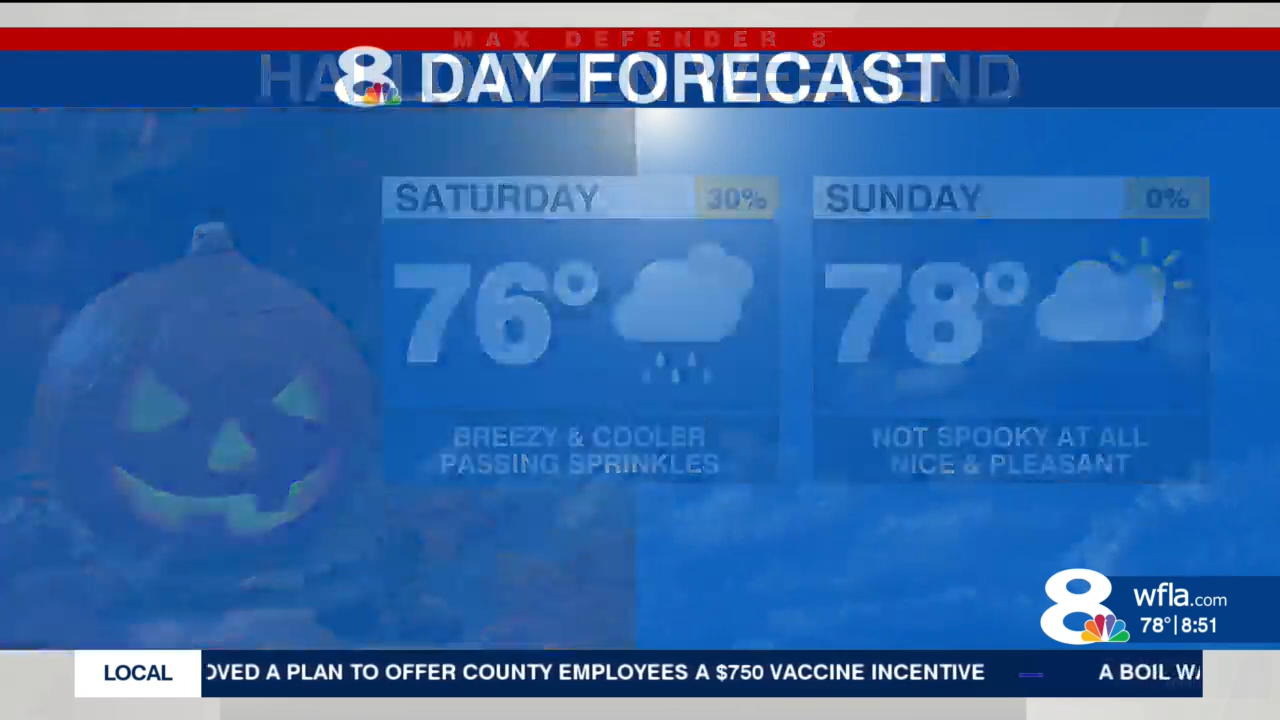 MAX DEFENDER 8
HALLOWEEN WEEKEND
8 DAY FORECAST
SATURDAY 30%
76°
BREEZY & COOLER
PASSING SPRINKLES
SUNDAY 0%
78°
NOT SPOOKY AT ALL
NICE & PLEASANT
8 wfla.com
78° | 8:51
LOCAL OVED A PLAN TO OFFER COUNTY EMPLOYEES A $750 VACCINE INCENTIVE — A BOIL WA